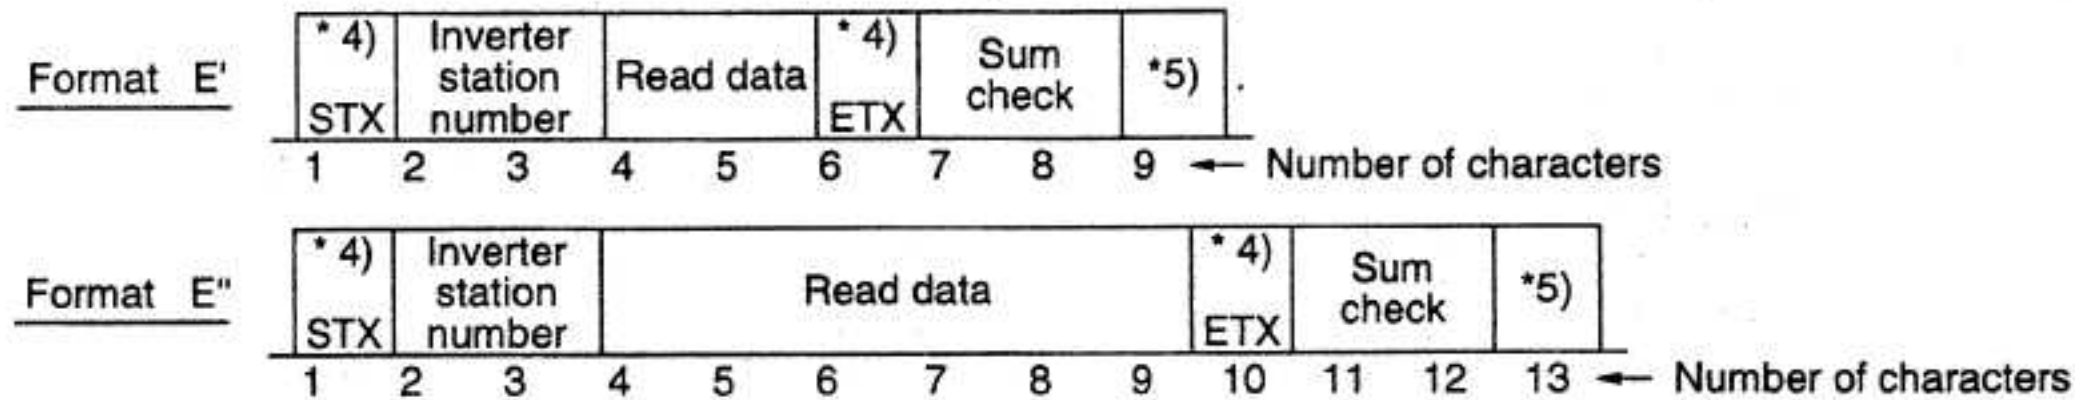 Format E'
* 4)
STX
Inverter
station
number
Read data
* 4)
ETX
Sum
check
*5)
1 2 3 4 5 6 7 8 9 ← Number of characters
Format E"
* 4)
STX
Inverter
station
number
Read data
* 4)
ETX
Sum
check
*5)
1 2 3 4 5 6 7 8 9 10 11 12 13 ← Number of characters